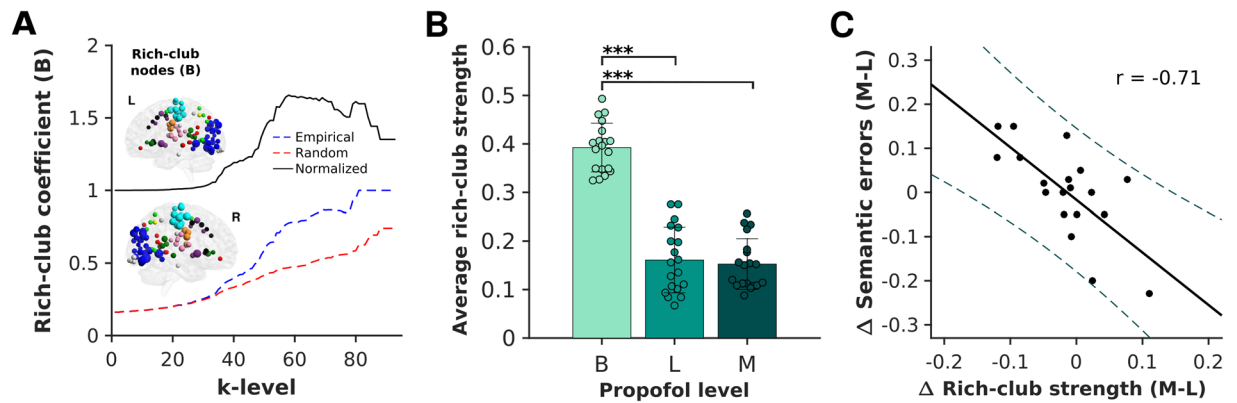 A
Rich-club coefficient (B)
2
1.5
1
0.5
0
Rich-club
nodes (B)
L
R
Empirical
Random
Normalized
0 20 40 60 80
k-level
B
Average rich-club strength
0.6
0.5
0.4
0.3
0.2
0.1
0
***
***
B L M
Propofol level
C
Δ Semantic errors (M-L)
0.3
0.2
0.1
0
-0.1
-0.2
-0.3
r = -0.71
-0.2 -0.1 0 0.1 0.2
Δ Rich-club strength (M-L)